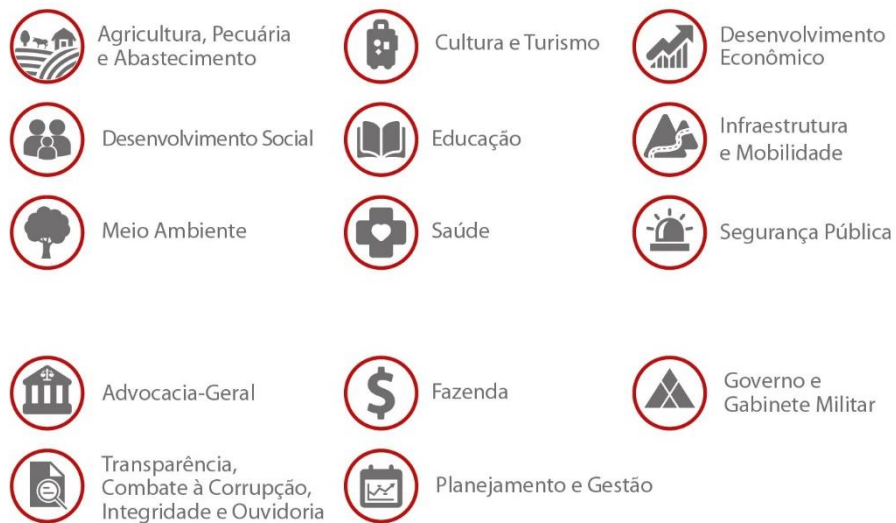 Agricultura, Pecuária
e Abastecimento
Cultura e Turismo
Desenvolvimento
Econômico
Desenvolvimento Social
Educação
Infraestrutura
e Mobilidade
Meio Ambiente
Saúde
Segurança Pública
Advocacia-Geral
$
Fazenda
Governo e
Gabinete Militar
Transparência,
Combate à Corrupção,
Integridade e Ouvidoria
Planejamento e Gestão